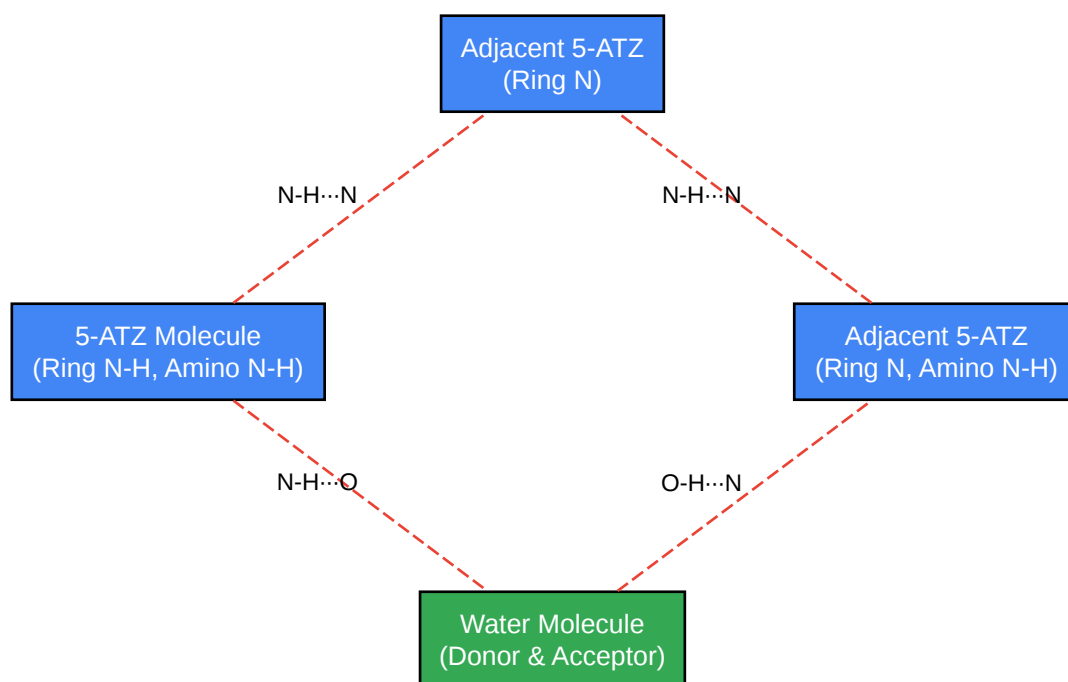 Adjacent 5-ATZ
(Ring N)
N-H···N
N-H···N
5-ATZ Molecule
(Ring N-H, Amino N-H)
Adjacent 5-ATZ
(Ring N, Amino N-H)
N-H···O
O-H···N
Water Molecule
(Donor & Acceptor)